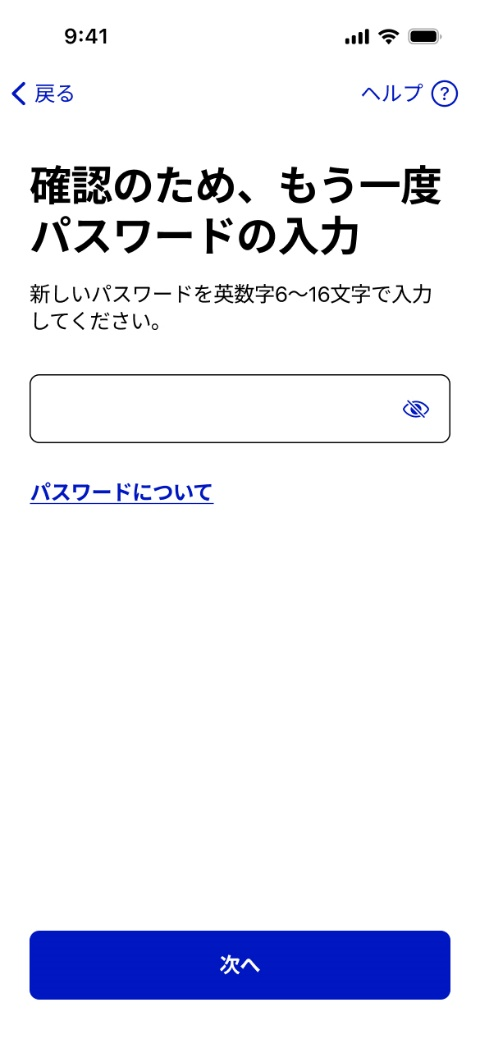 9:41
戻る
ヘルプ ?
確認のため、もう一度
パスワードの入力
新しいパスワードを英数字6〜16文字で入力
してください。
パスワードについて
次へ